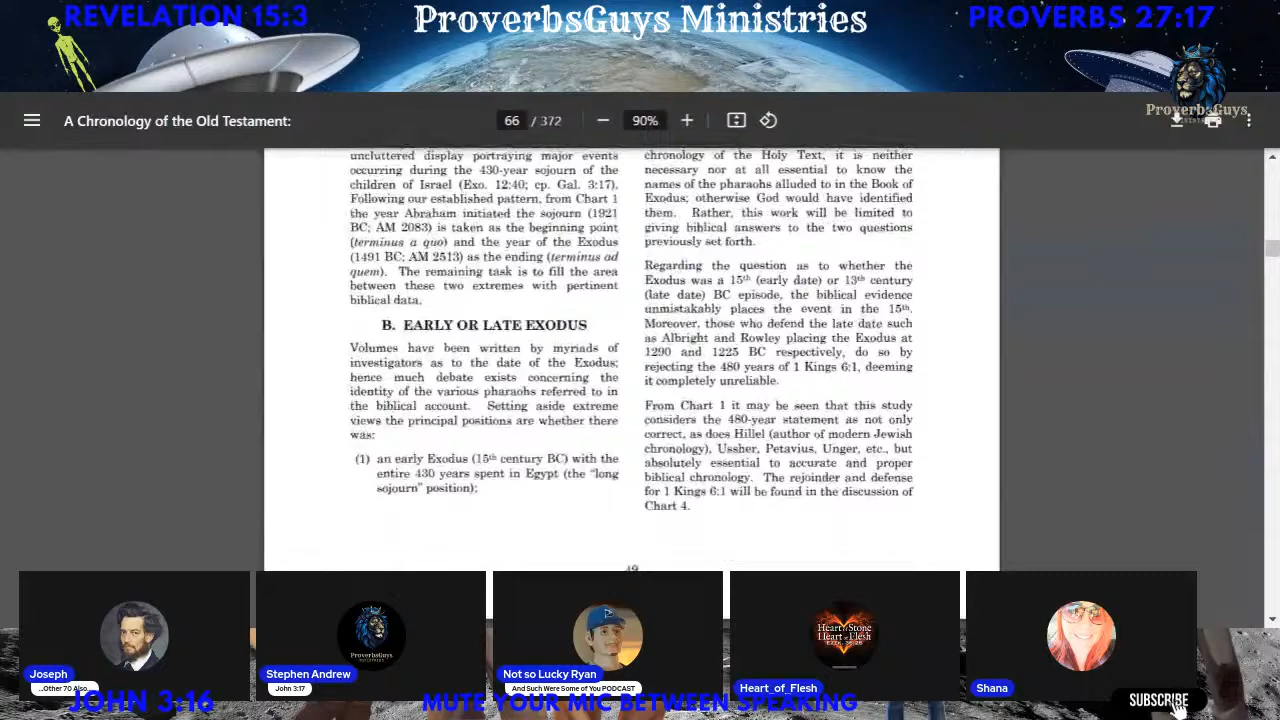 REVELATION 15:3
ProverbsGuys Ministries
PROVERBS 27:17
ProverbsGuys
A Chronology of the Old Testament:
66 / 372
90%
uncluttered display portraying major events
occurring during the 430-year sojourn of the
children of Israel (Exo. 12:40; cp. Gal. 3:17).
Following our established pattern, from Chart 1
the year Abraham initiated the sojourn (1921
BC; AM 2083) is taken as the beginning point
(terminus a quo) and the year of the Exodus
(1491 BC; AM 2513) as the ending (terminus ad
quem). The remaining task is to fill the area
between these two extremes with pertinent
biblical data.
B. EARLY OR LATE EXODUS
Volumes have been written by myriads of
investigators as to the date of the Exodus;
hence much debate exists concerning the
identity of the various pharaohs referred to in
the biblical account. Setting aside extreme
views the principal positions are whether there
was:
(1) an early Exodus (15th century BC) with the
entire 430 years spent in Egypt (the "long
sojourn" position);
chronology of the Holy Text, it is neither
necessary nor at all essential to know the
names of the pharaohs alluded to in the Book of
Exodus; otherwise God would have identified
them. Rather, this work will be limited to
giving biblical answers to the two questions
previously set forth.
Regarding the question as to whether the
Exodus was a 15th (early date) or 13th century
(late date) BC episode, the biblical evidence
unmistakably places the event in the 15th.
Moreover, those who defend the late date such
as Albright and Rowley placing the Exodus at
1290 and 1225 BC respectively, do so by
rejecting the 480 years of 1 Kings 6:1, deeming
it completely unreliable.
From Chart 1 it may be seen that this study
considers the 480-year statement as not only
correct, as does Hillel (author of modern Jewish
chronology), Ussher, Petavius, Unger, etc., but
absolutely essential to accurate and proper
biblical chronology. The rejoinder and defense
for 1 Kings 6:1 will be found in the discussion of
Chart 4.
49
Joseph
...Other 70 Also
Stephen Andrew
John 3:17
ProverbsGuys
Not so Lucky Ryan
And Such Were Some of You PODCAST
Heart of Stone
Heart of Flesh
Heart_of_Flesh
Shana
JOHN 3:16
MUTE YOUR MIC BETWEEN SPEAKING
SUBSCRIBE